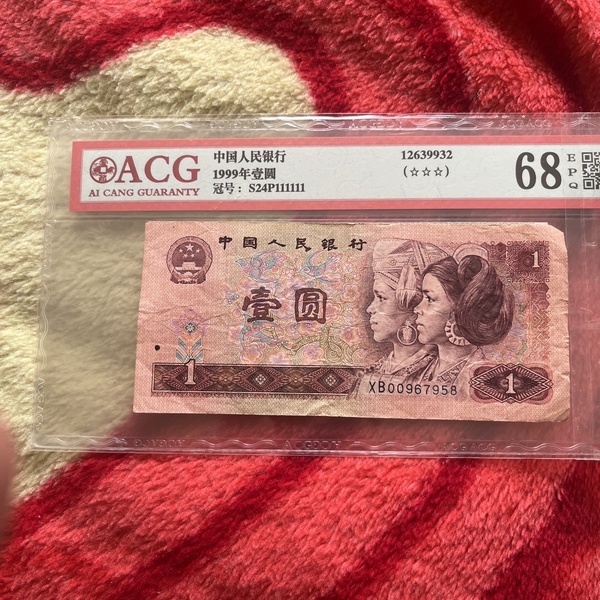 ACG
AI CANG GUARANTY
中国人民银行
1999年壹圆
冠号：S24P111111
12639932
(☆☆☆)
68
EPQ
中国人民银行
1
壹圆
1
XB00967958
1